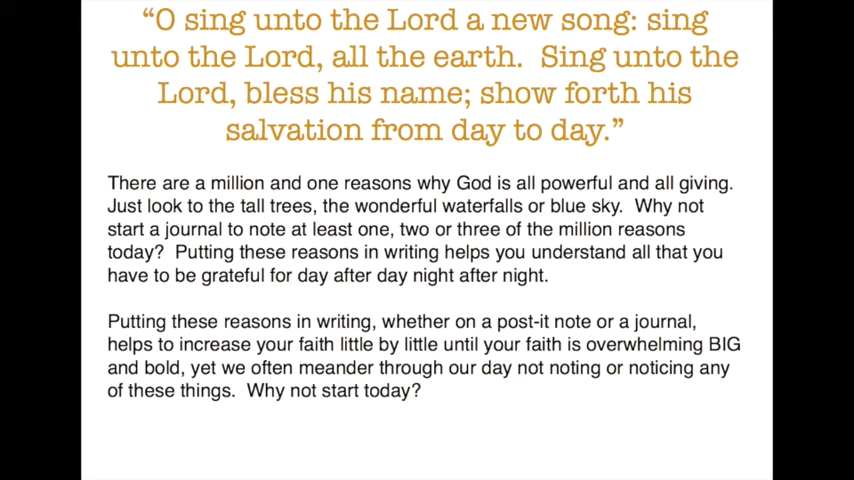 “O sing unto the Lord a new song: sing
unto the Lord, all the earth.  Sing unto the
Lord, bless his name; show forth his
salvation from day to day.”
There are a million and one reasons why God is all powerful and all giving.
Just look to the tall trees, the wonderful waterfalls or blue sky.  Why not
start a journal to note at least one, two or three of the million reasons
today?  Putting these reasons in writing helps you understand all that you
have to be grateful for day after day night after night.
Putting these reasons in writing, whether on a post-it note or a journal,
helps to increase your faith little by little until your faith is overwhelming BIG
and bold, yet we often meander through our day not noting or noticing any
of these things.  Why not start today?